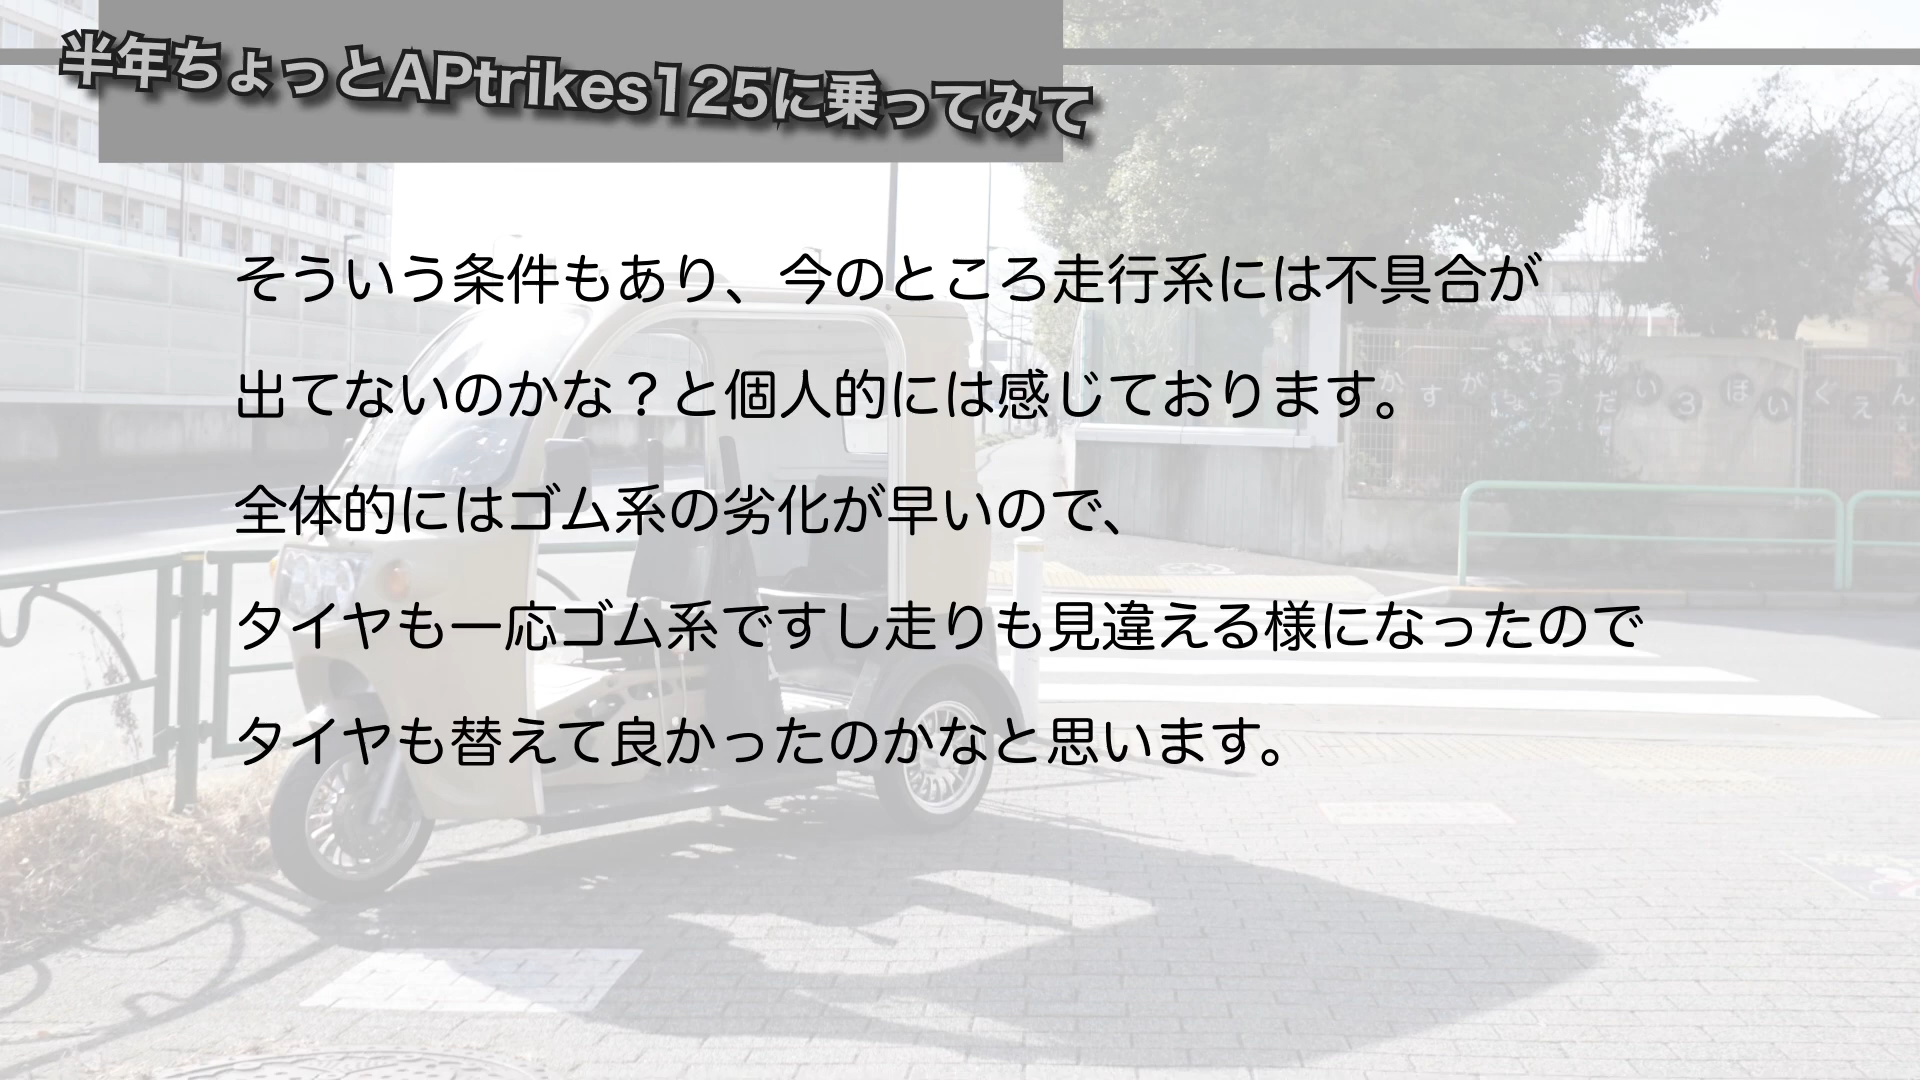 半年ちょっとAPtrikes125に乗ってみて
そういう条件もあり、今のところ走行系には不具合が
出てないのかな？と個人的には感じております。
全体的にはゴム系の劣化が早いので、
タイヤも一応ゴム系ですし走りも見違える様になったので
タイヤも替えて良かったのかなと思います。